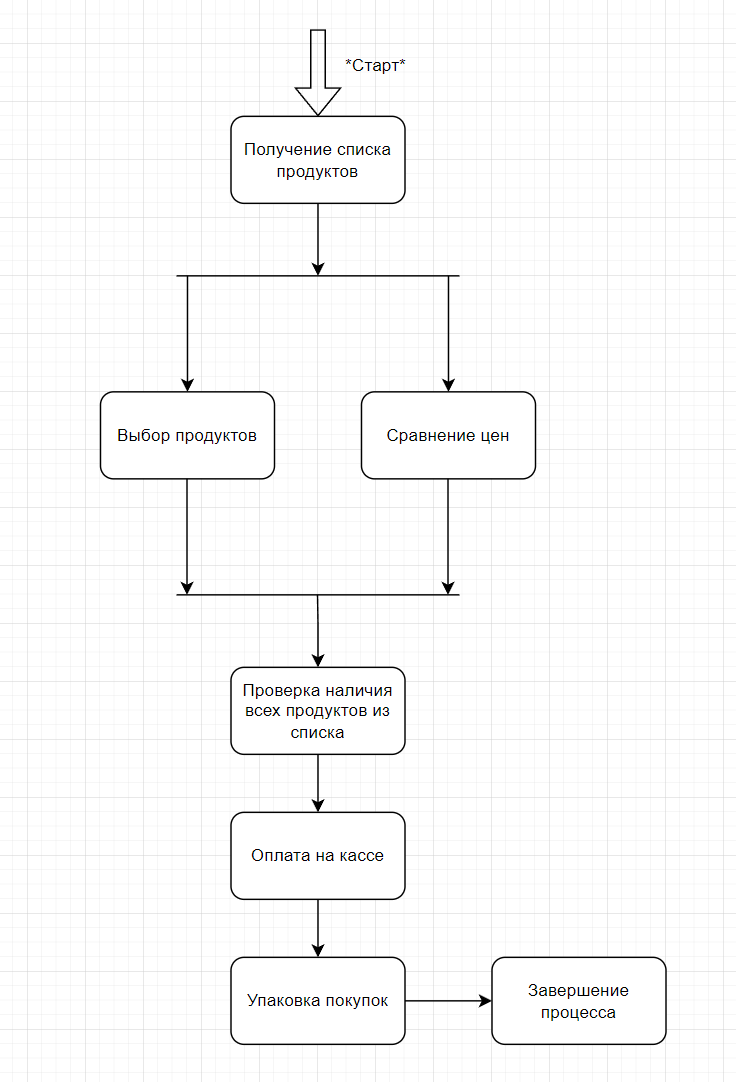 *Старт*
Получение списка
продуктов
Выбор продуктов
Сравнение цен
Проверка наличия
всех продуктов из
списка
Оплата на кассе
Упаковка покупок
Завершение
процесса